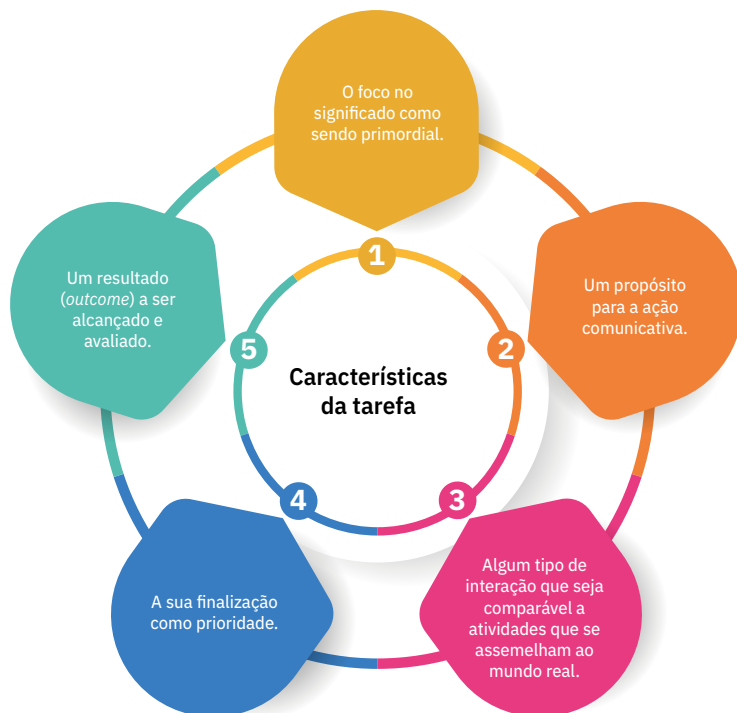 Características
da tarefa
1
O foco no
significado como
sendo primordial.
2
Um propósito
para a ação
comunicativa.
3
Algum tipo de
interação que seja
comparável a
atividades que se
assemelham ao
mundo real.
4
A sua finalização
como prioridade.
5
Um resultado
(outcome) a ser
alcançado e
avaliado.